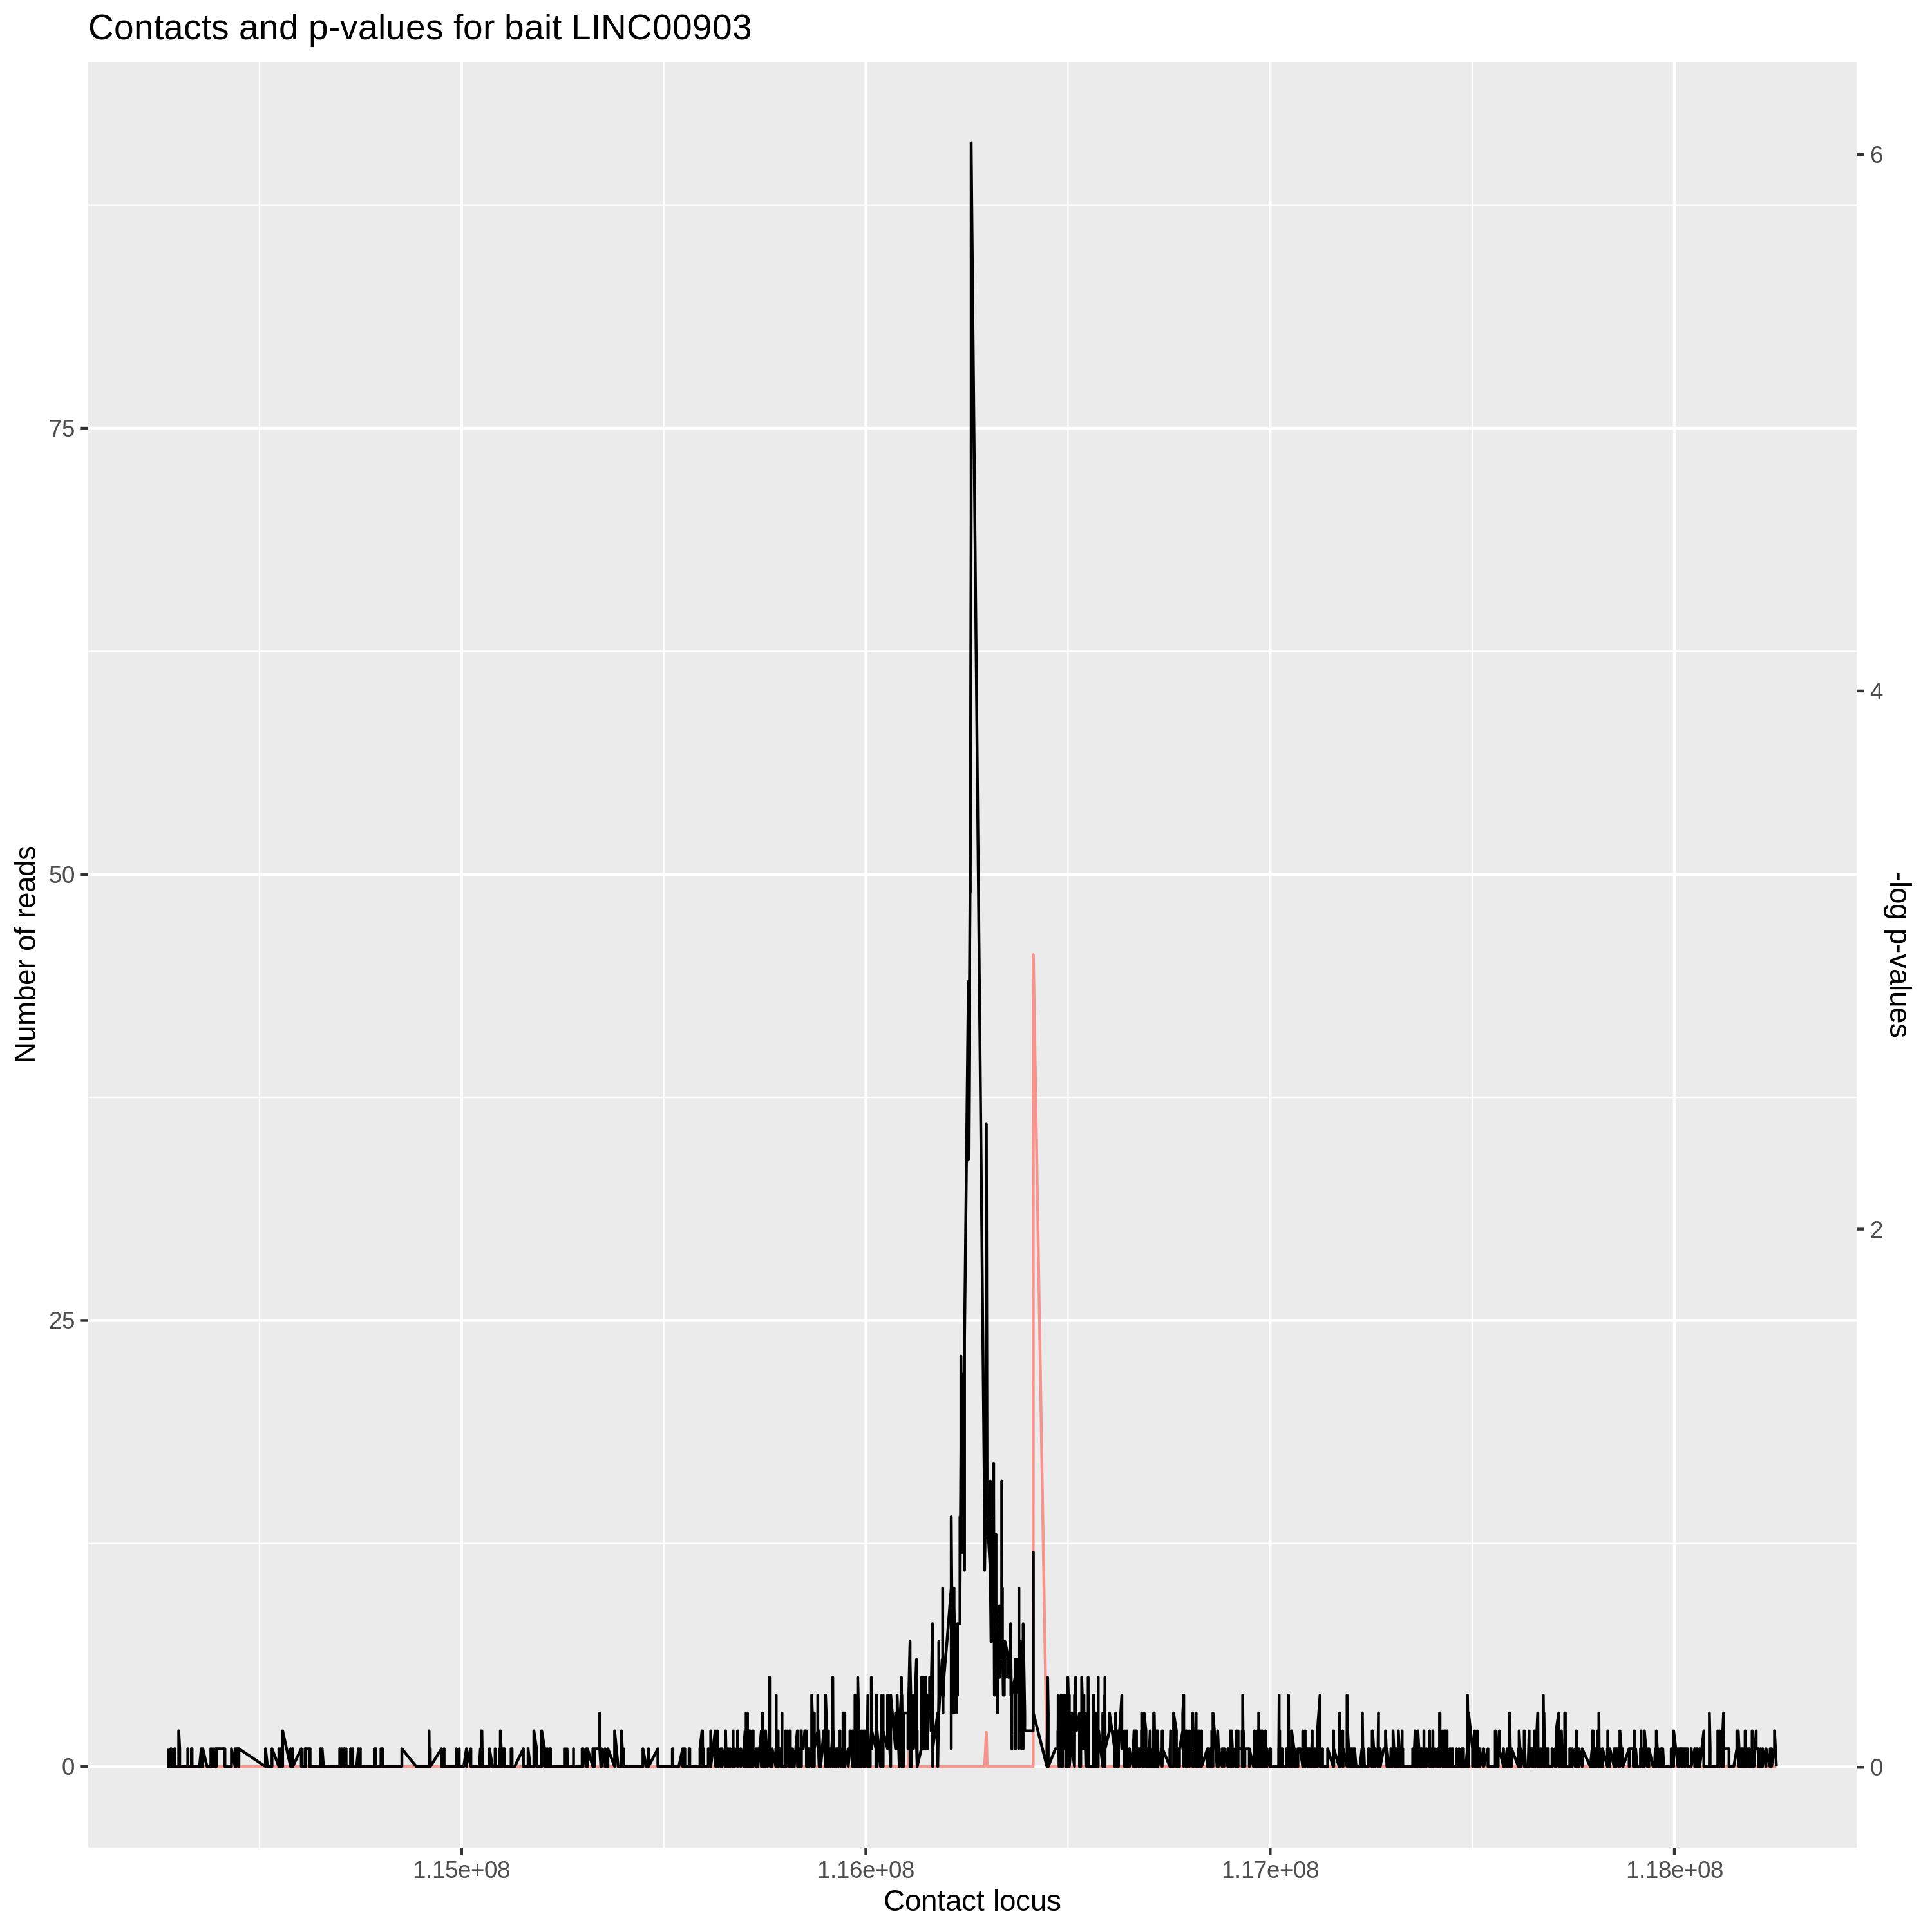 Contacts and p-values for bait LINC00903
6
75
4
Number of reads
50
-log p-values
2
25
0
0
1.15e+08
1.16e+08
1.17e+08
1.18e+08
Contact locus